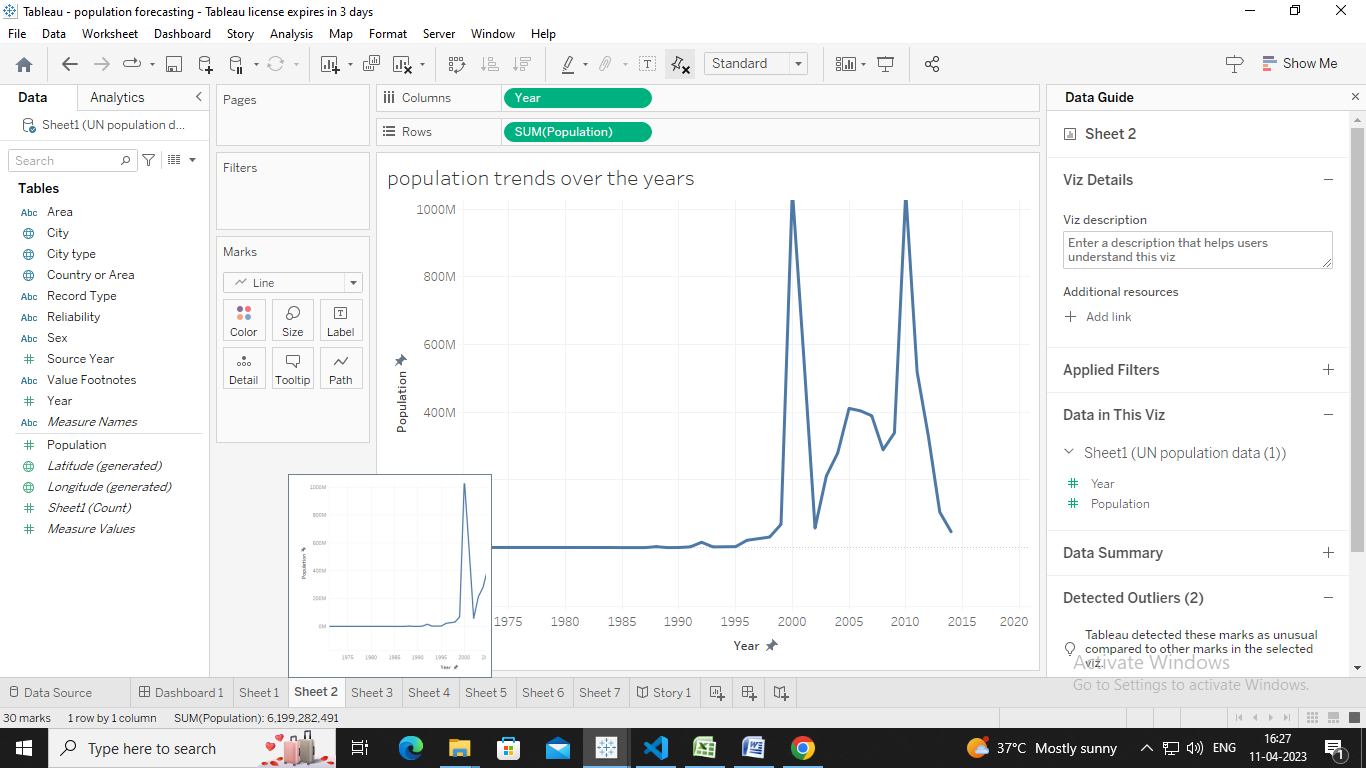 Tableau - population forecasting - Tableau license expires in 3 days
File Data Worksheet Dashboard Story Analysis Map Format Server Window Help
Standard
Show Me
Data Analytics
Sheet1 (UN population d...
Search
Tables
Abc Area
City
City type
Country or Area
Abc Record Type
Abc Reliability
Abc Sex
Source Year
Abc Value Footnotes
Year
Abc Measure Names
Population
Latitude (generated)
Longitude (generated)
Sheet1 (Count)
Measure Values
Pages
Filters
Marks
Line
Color Size Label
Detail Tooltip Path
Columns Year
Rows SUM(Population)
population trends over the years
1000M
800M
600M
400M
Population
1975 1980 1985 1990 1995 2000 2005 2010 2015 2020
Year
1000M
800M
600M
400M
200M
0M
Population
1975 1980 1985 1990 1995 2000 20
Year
Data Guide
Sheet 2
Viz Details
Viz description
Enter a description that helps users
understand this viz
Additional resources
Add link
Applied Filters
Data in This Viz
Sheet1 (UN population data (1))
Year
Population
Data Summary
Detected Outliers (2)
Tableau detected these marks as unusual
compared to other marks in the selected
viz.
Activate Windows
Go to Settings to activate Windows.
Data Source Dashboard 1 Sheet 1 Sheet 2 Sheet 3 Sheet 4 Sheet 5 Sheet 6 Sheet 7 Story 1
30 marks 1 row by 1 column SUM(Population): 6,199,282,491
Type here to search
37°C Mostly sunny
ENG
16:27
11-04-2023
1